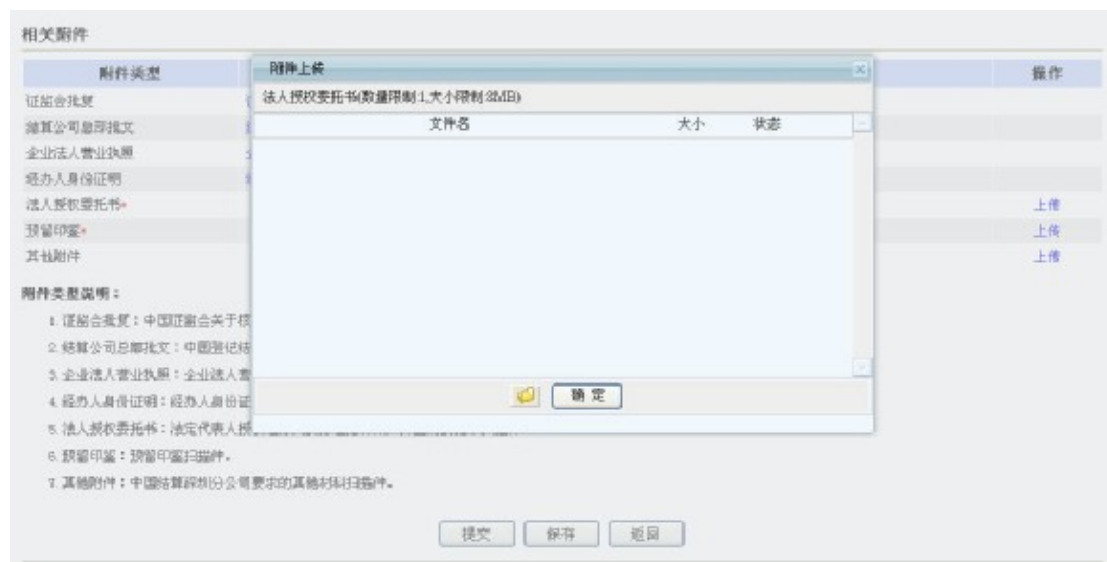 相关附件
附件类型
操作
证监会批复
结算公司总部批文
企业法人营业执照
经办人身份证明
法人授权委托书*
上传
预留印鉴*
上传
其他附件
上传
附件上传
法人授权委托书(数量限制:1,大小限制:3MB)
文件名 大小 状态
确 定
附件类型说明:
1. 证监会批复:中国证监会关于核
2. 结算公司总部批文:中国登记结
3. 企业法人营业执照:企业法人营
4. 经办人身份证明:经办人身份证
5. 法人授权委托书:法定代表人授
6. 预留印鉴:预留印鉴扫描件。
7. 其他附件:中国结算深圳分公司要求的其他材料扫描件。
提交 保存 返回